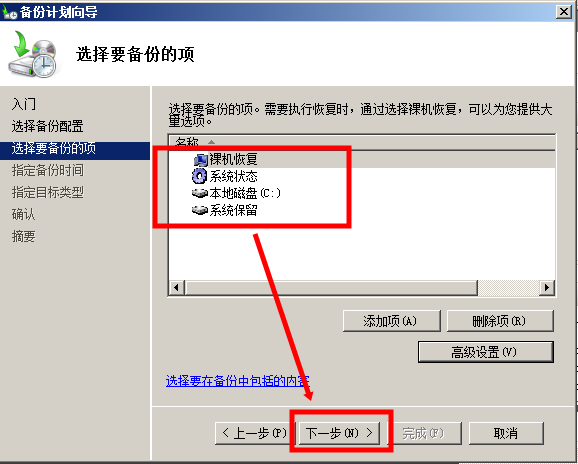 备份计划向导
选择要备份的项
入门
选择备份配置
选择要备份的项
指定备份时间
指定目标类型
确认
摘要
选择要备份的项。需要执行恢复时，通过选择裸机恢复，可以为您提供大
量选项。
名称
裸机恢复
系统状态
本地磁盘(C:)
系统保留
添加项(A)
删除项(R)
高级设置(V)
选择要在备份中包括的内容
< 上一步(P)
下一步(N) >
完成(F)
取消